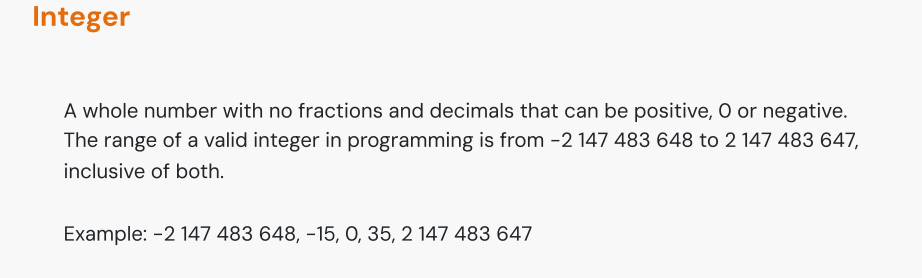 Integer
A whole number with no fractions and decimals that can be positive, 0 or negative.
The range of a valid integer in programming is from -2 147 483 648 to 2 147 483 647,
inclusive of both.
Example: -2 147 483 648, -15, 0, 35, 2 147 483 647